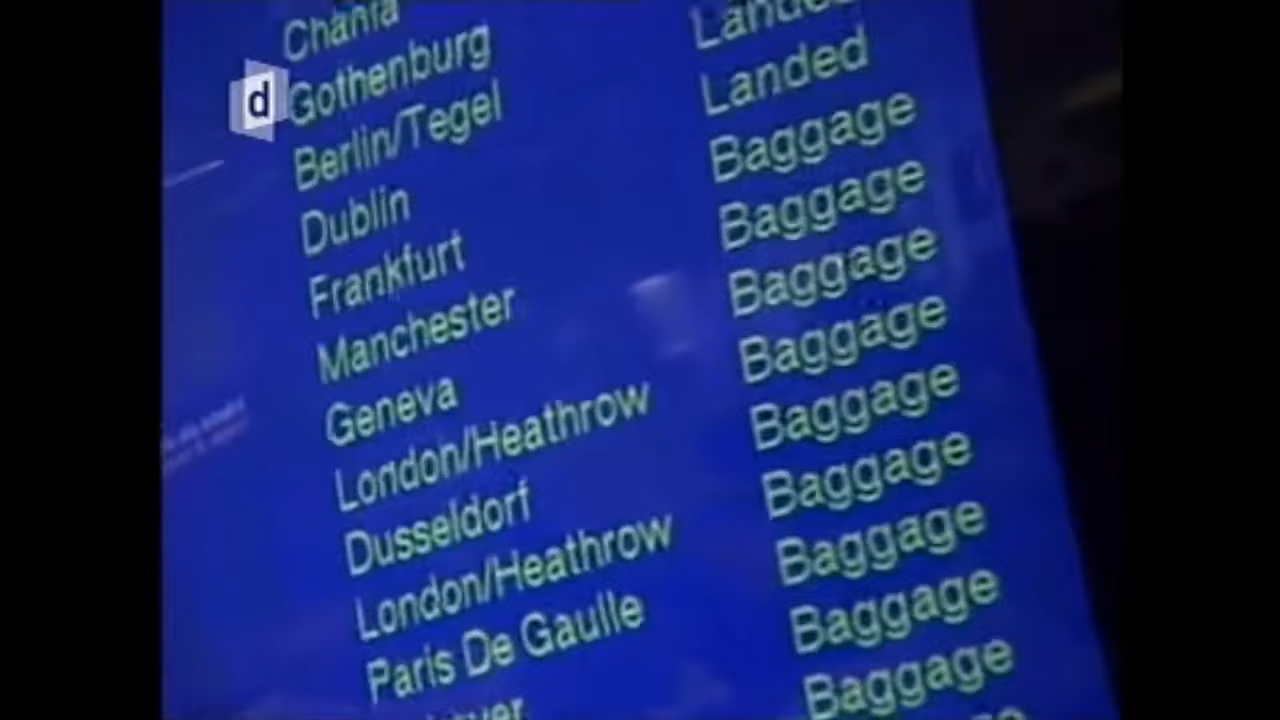 Chania
Gothenburg
d
Berlin/Tegel Landed
Dublin Landed
Frankfurt Baggage
Manchester Baggage
Geneva Baggage
London/Heathrow Baggage
Dusseldorf Baggage
London/Heathrow Baggage
Paris De Gaulle Baggage
Baggage
Baggage